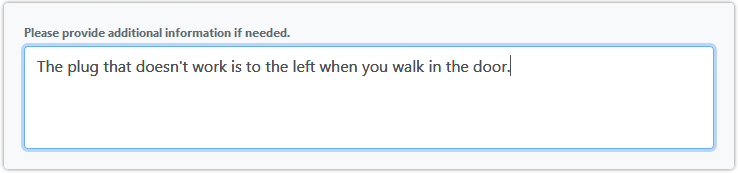 Please provide additional information if needed.
The plug that doesn't work is to the left when you walk in the door.